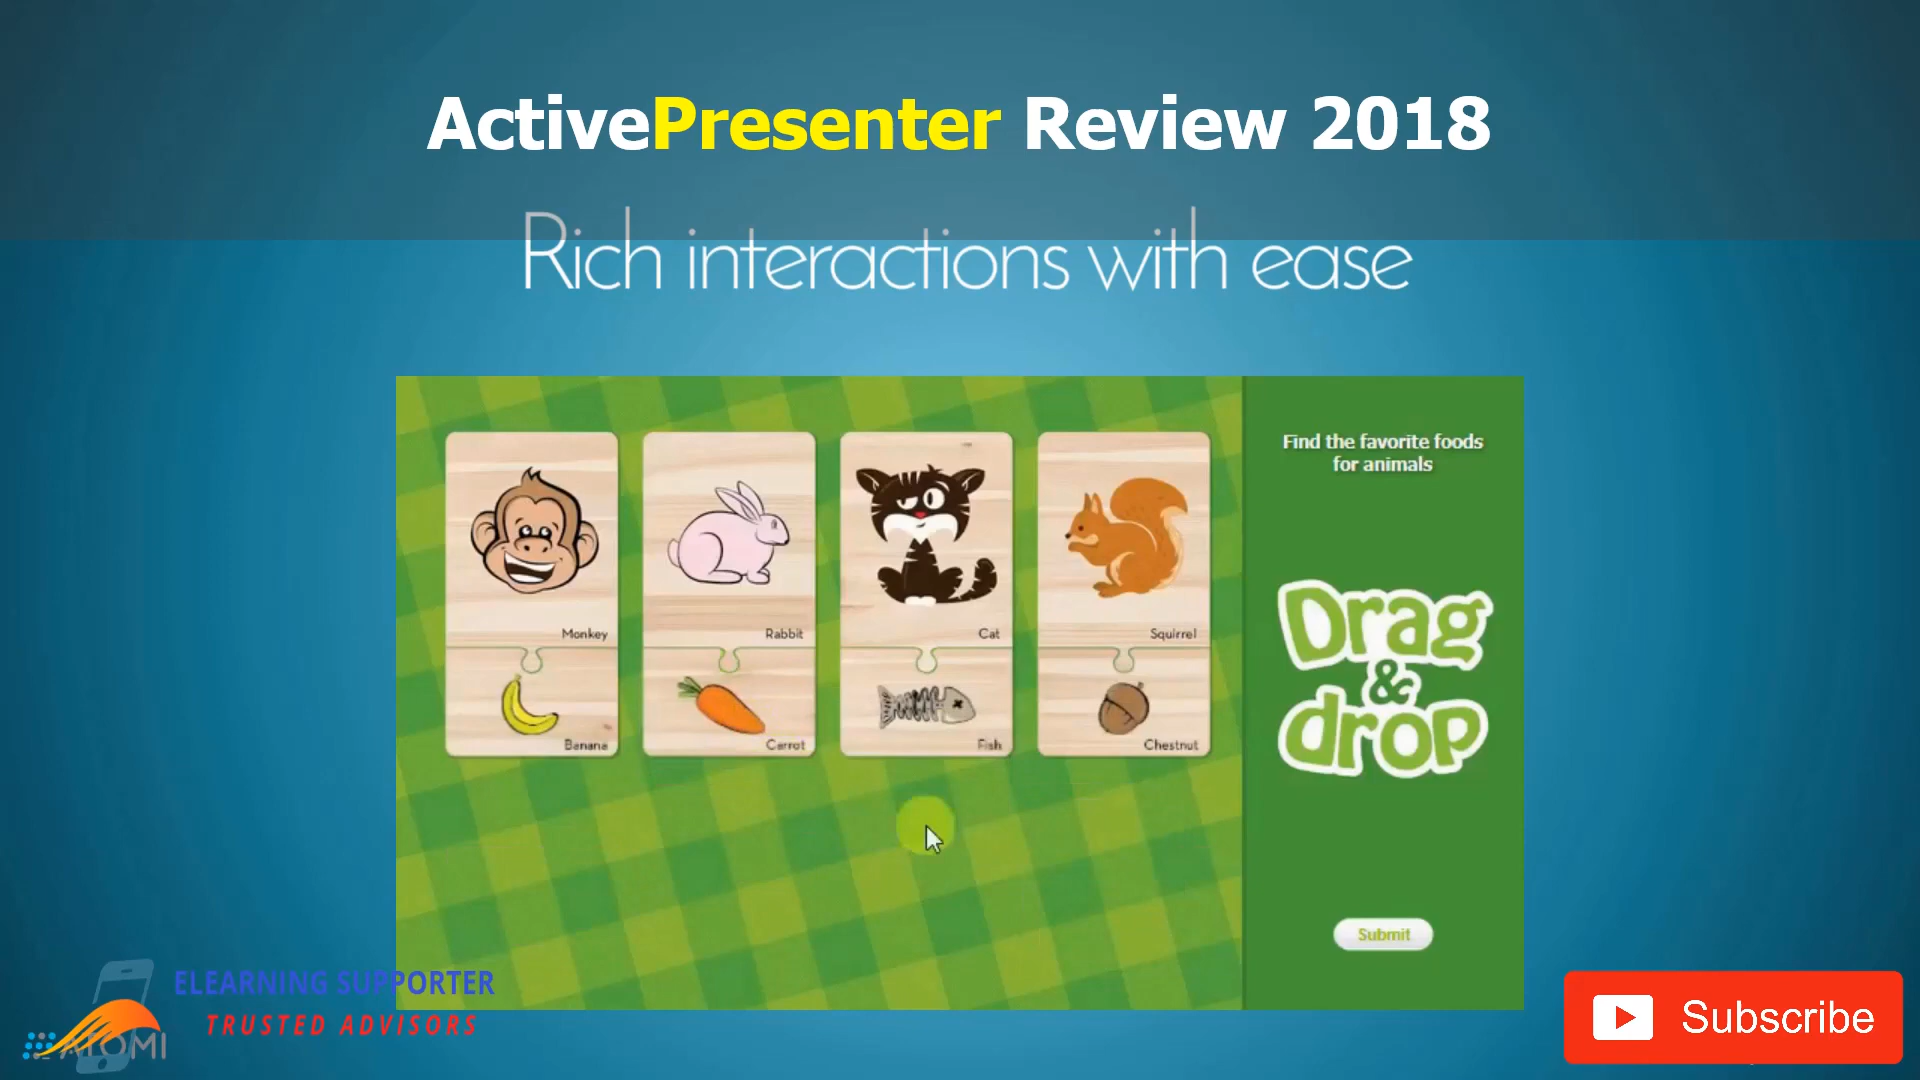 ActivePresenter Review 2018
Rich interactions with ease
Find the favorite foods
for animals
Monkey
Rabbit
Cat
Squirrel
Banana
Carrot
Fish
Chestnut
Drag
&
drop
Submit
ELEARNING SUPPORTER
TRUSTED ADVISORS
ATOMI
Subscribe